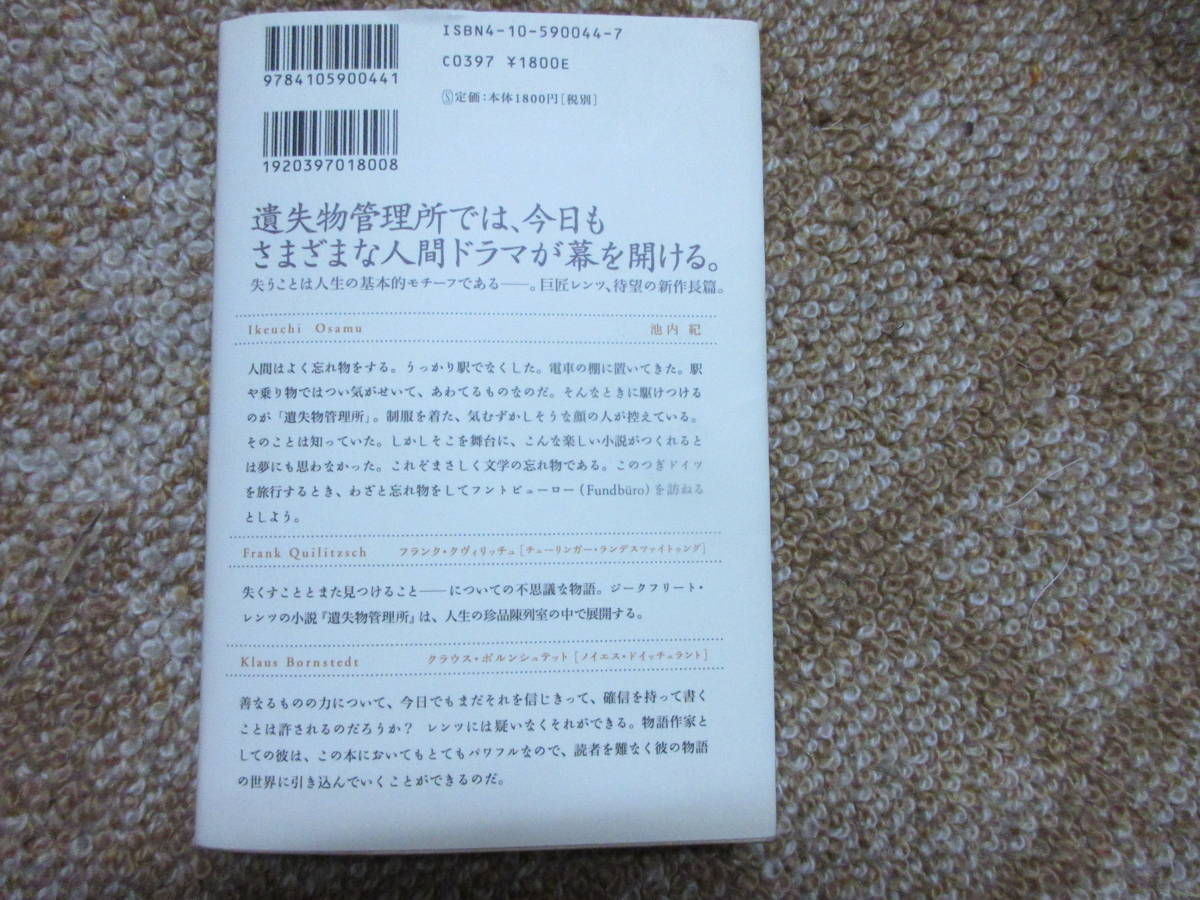 ISBN4-10-590044-7
9784105900441
C0397 ¥1800E
Ⓢ定価：本体1800円［税別］
1920397018008
遺失物管理所では、今日も
さまざまな人間ドラマが幕を開ける。
失うことは人生の基本的モチーフである――。巨匠レンツ、待望の新作長篇。
Ikeuchi Osamu 池内 紀
人間はよく忘れ物をする。うっかり駅でなくした。電車の棚に置いてきた。駅
や乗り物ではつい気がせいて、あわてるものなのだ。そんなときに駆けつける
のが「遺失物管理所」。制服を着た、気むずかしそうな顔の人が控えている。
そのことは知っていた。しかしそこを舞台に、こんな楽しい小説がつくれると
は夢にも思わなかった。これぞまさしく文学の忘れ物である。このつぎドイツ
を旅行するとき、わざと忘れ物をしてフントビューロー（Fundbüro）を訪ねる
としよう。
Frank Quilitzsch フランク・クヴィリッチュ［チューリンガー・ランデスツァイトゥング］
失くすこととまた見つけること――についての不思議な物語。ジークフリート・
レンツの小説『遺失物管理所』は、人生の珍品陳列室の中で展開する。
Klaus Bornstedt クラウス・ボルンシュテット［ノイエス・ドイッチュラント］
善なるものの力について、今日でもまだそれを信じきって、確信を持って書く
ことは許されるのだろうか？ レンツには疑いなくそれができる。物語作家と
しての彼は、この本においてもとてもパワフルなので、読者を難なく彼の物語
の世界に引き込んでいくことができるのだ。